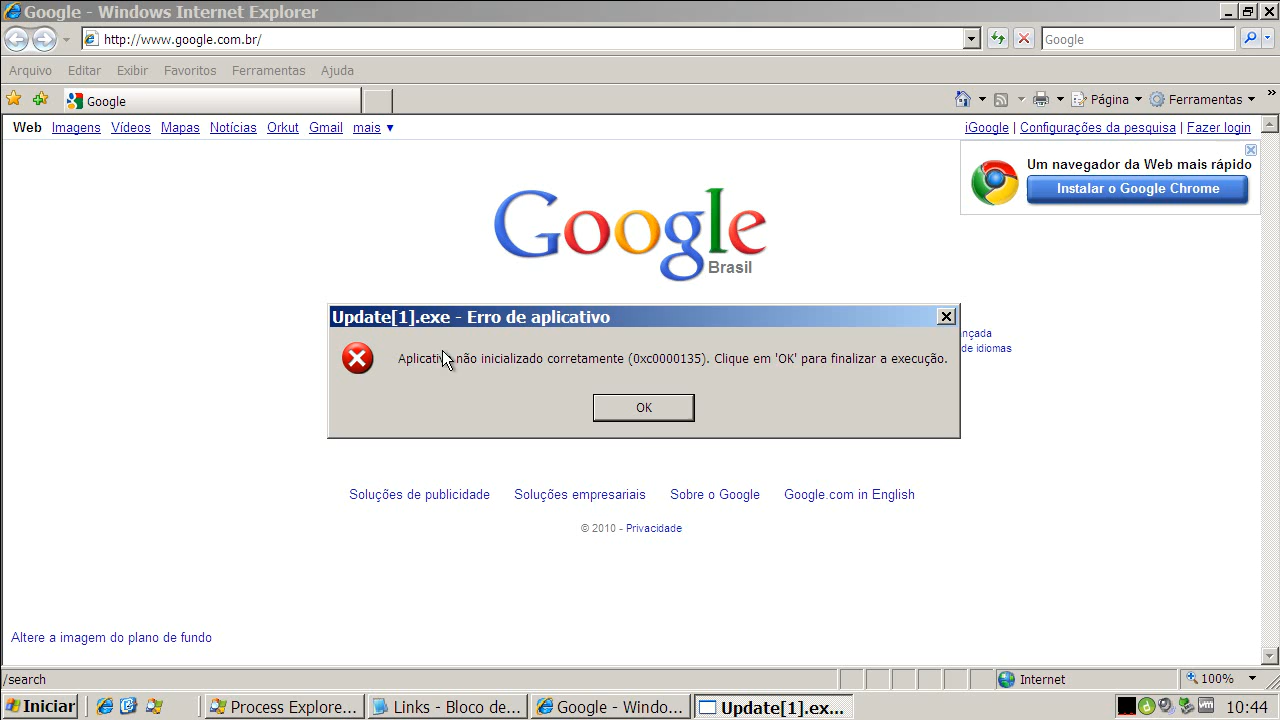 Google - Windows Internet Explorer
http://www.google.com.br/
Google
Arquivo Editar Exibir Favoritos Ferramentas Ajuda
Google
Página Ferramentas »
Web Imagens Vídeos Mapas Notícias Orkut Gmail mais ▼
iGoogle | Configurações da pesquisa | Fazer login
Um navegador da Web mais rápido
Instalar o Google Chrome
Google
Brasil
Update[1].exe - Erro de aplicativo
não inicializado corretamente (0xc0000135). Clique em 'OK' para finalizar a execução.
OK
de idiomas
Soluções de publicidade Soluções empresariais Sobre o Google Google.com in English
© 2010 - Privacidade
Altere a imagem do plano de fundo
/search
Internet
100%
Iniciar
Process Explore...
Links - Bloco de...
Google - Windo...
Update[1].ex...
10:44